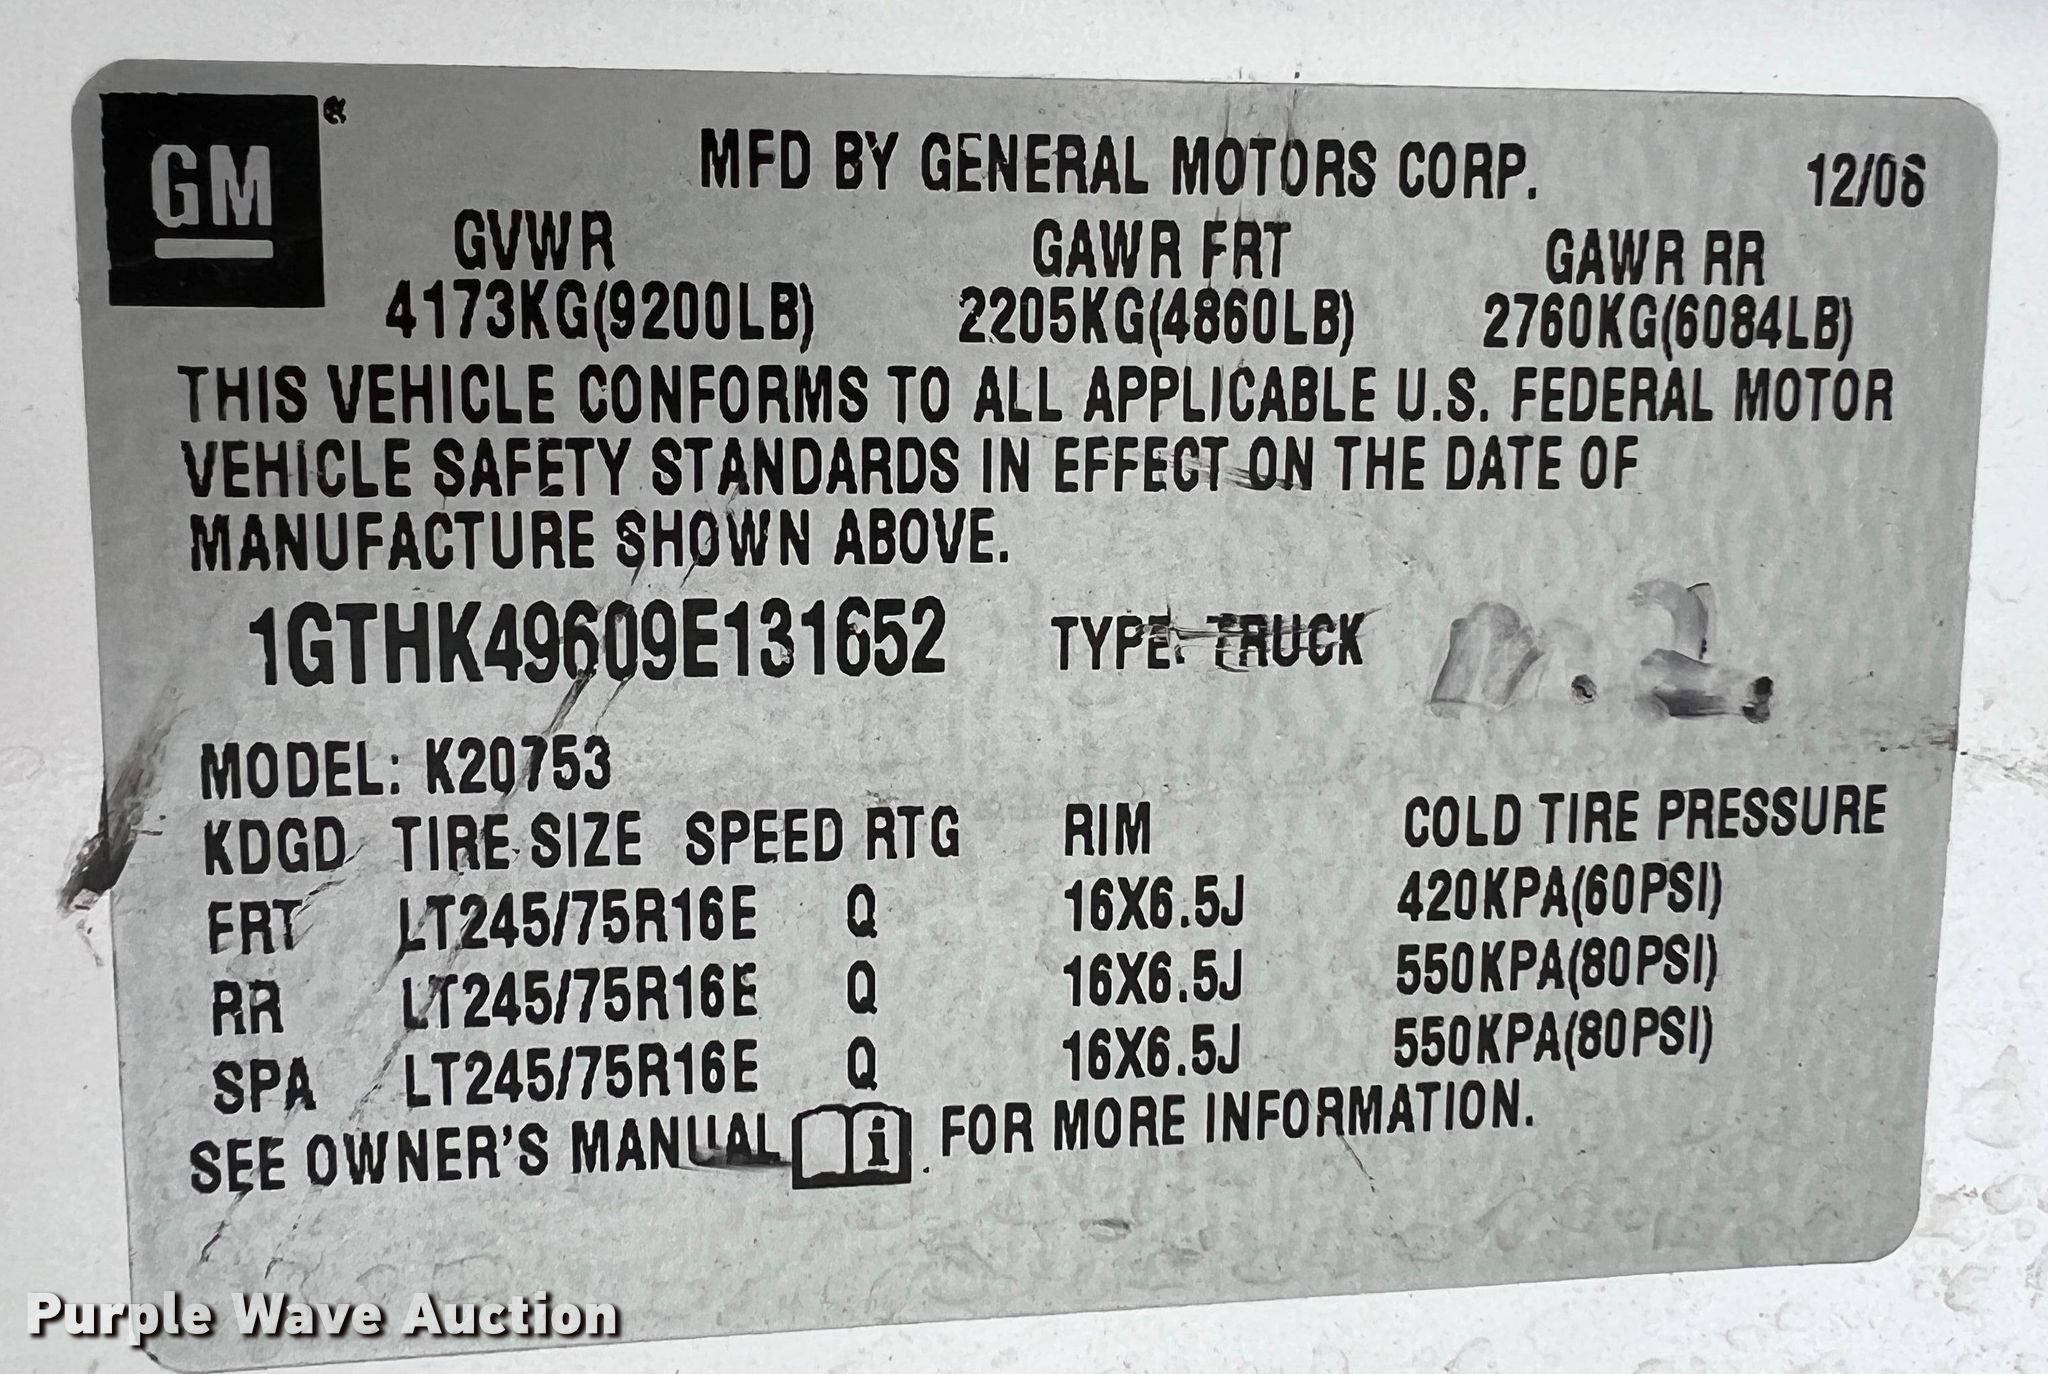 GM®
MFD BY GENERAL MOTORS CORP. 12/06
GVWR GAWR FRT GAWR RR
4173KG(9200LB) 2205KG(4860LB) 2760KG(6084LB)
THIS VEHICLE CONFORMS TO ALL APPLICABLE U.S. FEDERAL MOTOR
VEHICLE SAFETY STANDARDS IN EFFECT ON THE DATE OF
MANUFACTURE SHOWN ABOVE.
1GTHK49609E131652 TYPE: TRUCK
MODEL: K20753
KDGD TIRE SIZE SPEED RTG RIM COLD TIRE PRESSURE
FRT LT245/75R16E Q 16X6.5J 420KPA(60PSI)
RR LT245/75R16E Q 16X6.5J 550KPA(80PSI)
SPA LT245/75R16E Q 16X6.5J 550KPA(80PSI)
SEE OWNER'S MANUAL i FOR MORE INFORMATION.
Purple Wave Auction